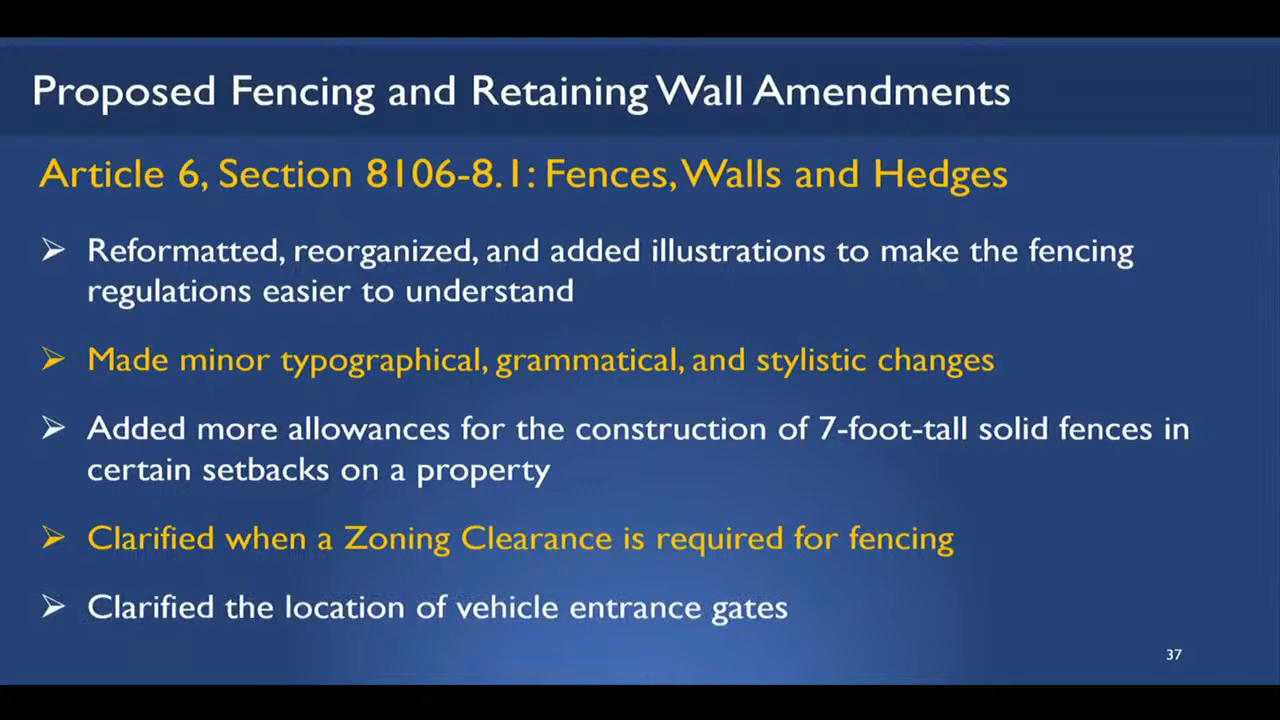 Proposed Fencing and Retaining Wall Amendments
Article 6, Section 8106-8.1: Fences, Walls and Hedges
➢ Reformatted, reorganized, and added illustrations to make the fencing
regulations easier to understand
➢ Made minor typographical, grammatical, and stylistic changes
➢ Added more allowances for the construction of 7-foot-tall solid fences in
certain setbacks on a property
➢ Clarified when a Zoning Clearance is required for fencing
➢ Clarified the location of vehicle entrance gates
37